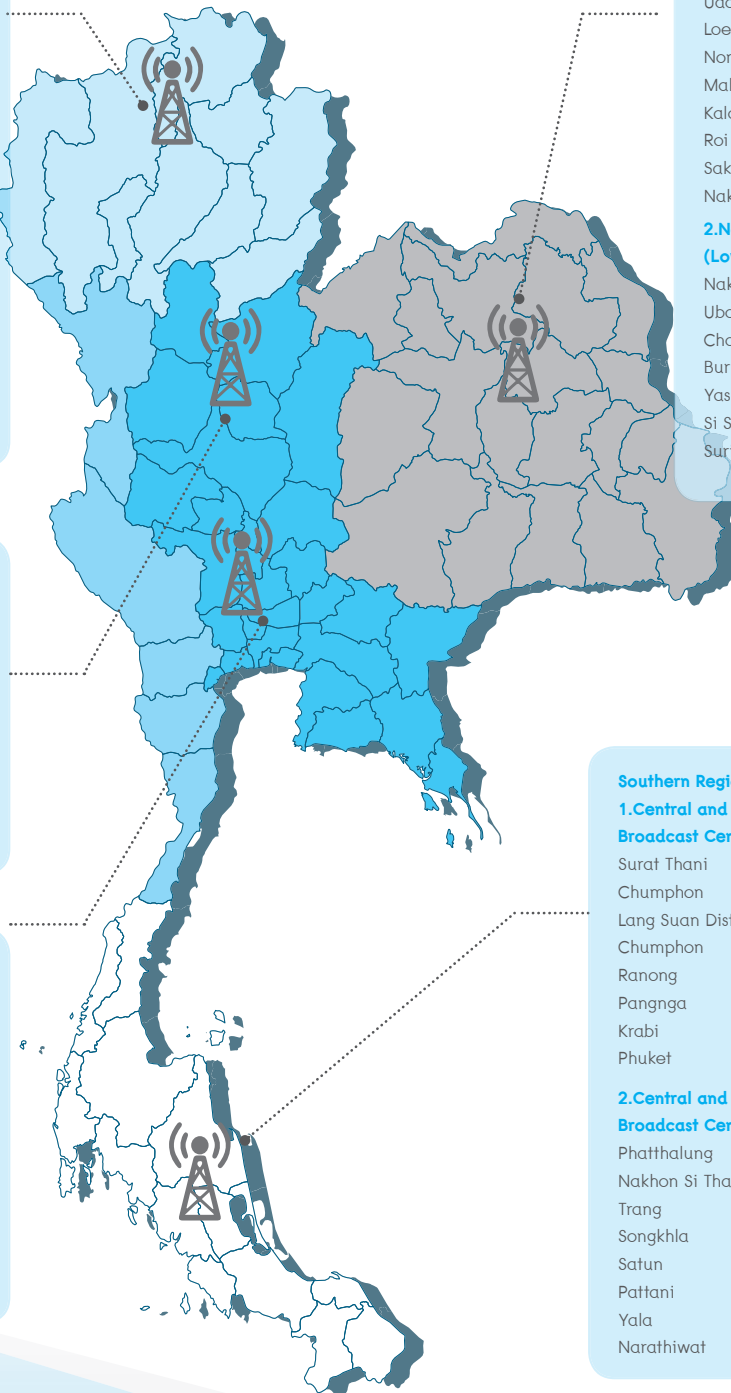 Loe
Nor
Mal
Kala
Roi
Sak
Nak
2.N
(Lo
Nak
Ubo
Cha
Bur
Yas
Si S
Sur
Southern Regi
1.Central and
Broadcast Cen
Surat Thani
Chumphon
Lang Suan Dist
Chumphon
Ranong
Pangnga
Krabi
Phuket
2.Central and
Broadcast Cen
Phatthalung
Nakhon Si Tha
Trang
Songkhla
Satun
Pattani
Yala
Narathiwat